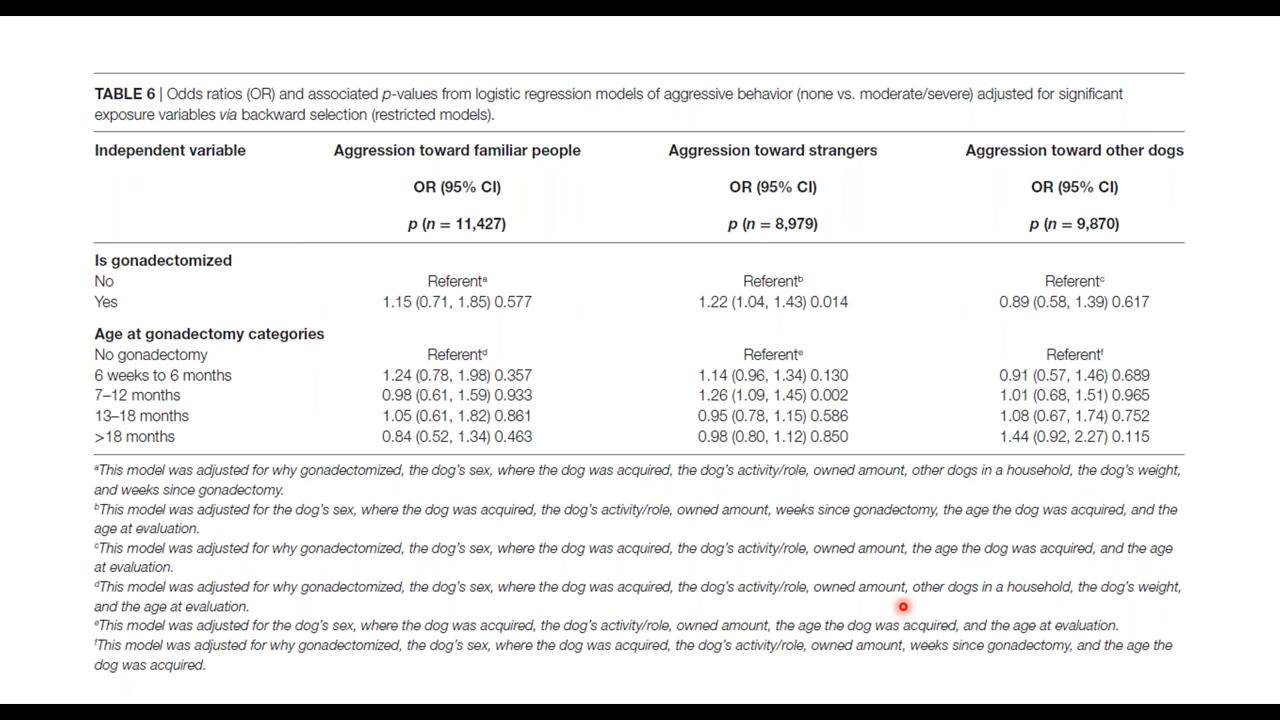 TABLE 6 | Odds ratios (OR) and associated p-values from logistic regression models of aggressive behavior (none vs. moderate/severe) adjusted for significant
exposure variables via backward selection (restricted models).
Independent variable Aggression toward familiar people Aggression toward strangers Aggression toward other dogs
OR (95% CI) OR (95% CI) OR (95% CI)
p (n = 11,427) p (n = 8,979) p (n = 9,870)
Is gonadectomized
No Referentᵃ Referentᵇ Referentᶜ
Yes 1.15 (0.71, 1.85) 0.577 1.22 (1.04, 1.43) 0.014 0.89 (0.58, 1.39) 0.617
Age at gonadectomy categories
No gonadectomy Referentᵈ Referentᵉ Referentᶠ
6 weeks to 6 months 1.24 (0.78, 1.98) 0.357 1.14 (0.96, 1.34) 0.130 0.91 (0.57, 1.46) 0.689
7–12 months 0.98 (0.61, 1.59) 0.933 1.26 (1.09, 1.45) 0.002 1.01 (0.68, 1.51) 0.965
13–18 months 1.05 (0.61, 1.82) 0.861 0.95 (0.78, 1.15) 0.586 1.08 (0.67, 1.74) 0.752
>18 months 0.84 (0.52, 1.34) 0.463 0.98 (0.80, 1.12) 0.850 1.44 (0.92, 2.27) 0.115
ᵃThis model was adjusted for why gonadectomized, the dog's sex, where the dog was acquired, the dog's activity/role, owned amount, other dogs in a household, the dog's weight,
and weeks since gonadectomy.
ᵇThis model was adjusted for the dog's sex, where the dog was acquired, the dog's activity/role, owned amount, weeks since gonadectomy, the age the dog was acquired, and the
age at evaluation.
ᶜThis model was adjusted for why gonadectomized, the dog's sex, where the dog was acquired, the dog's activity/role, owned amount, the age the dog was acquired, and the age
at evaluation.
ᵈThis model was adjusted for why gonadectomized, the dog's sex, where the dog was acquired, the dog's activity/role, owned amount, other dogs in a household, the dog's weight,
and the age at evaluation.
ᵉThis model was adjusted for the dog's sex, where the dog was acquired, the dog's activity/role, owned amount, the age the dog was acquired, and the age at evaluation.
ᶠThis model was adjusted for why gonadectomized, the dog's sex, where the dog was acquired, the dog's activity/role, owned amount, weeks since gonadectomy, and the age the
dog was acquired.